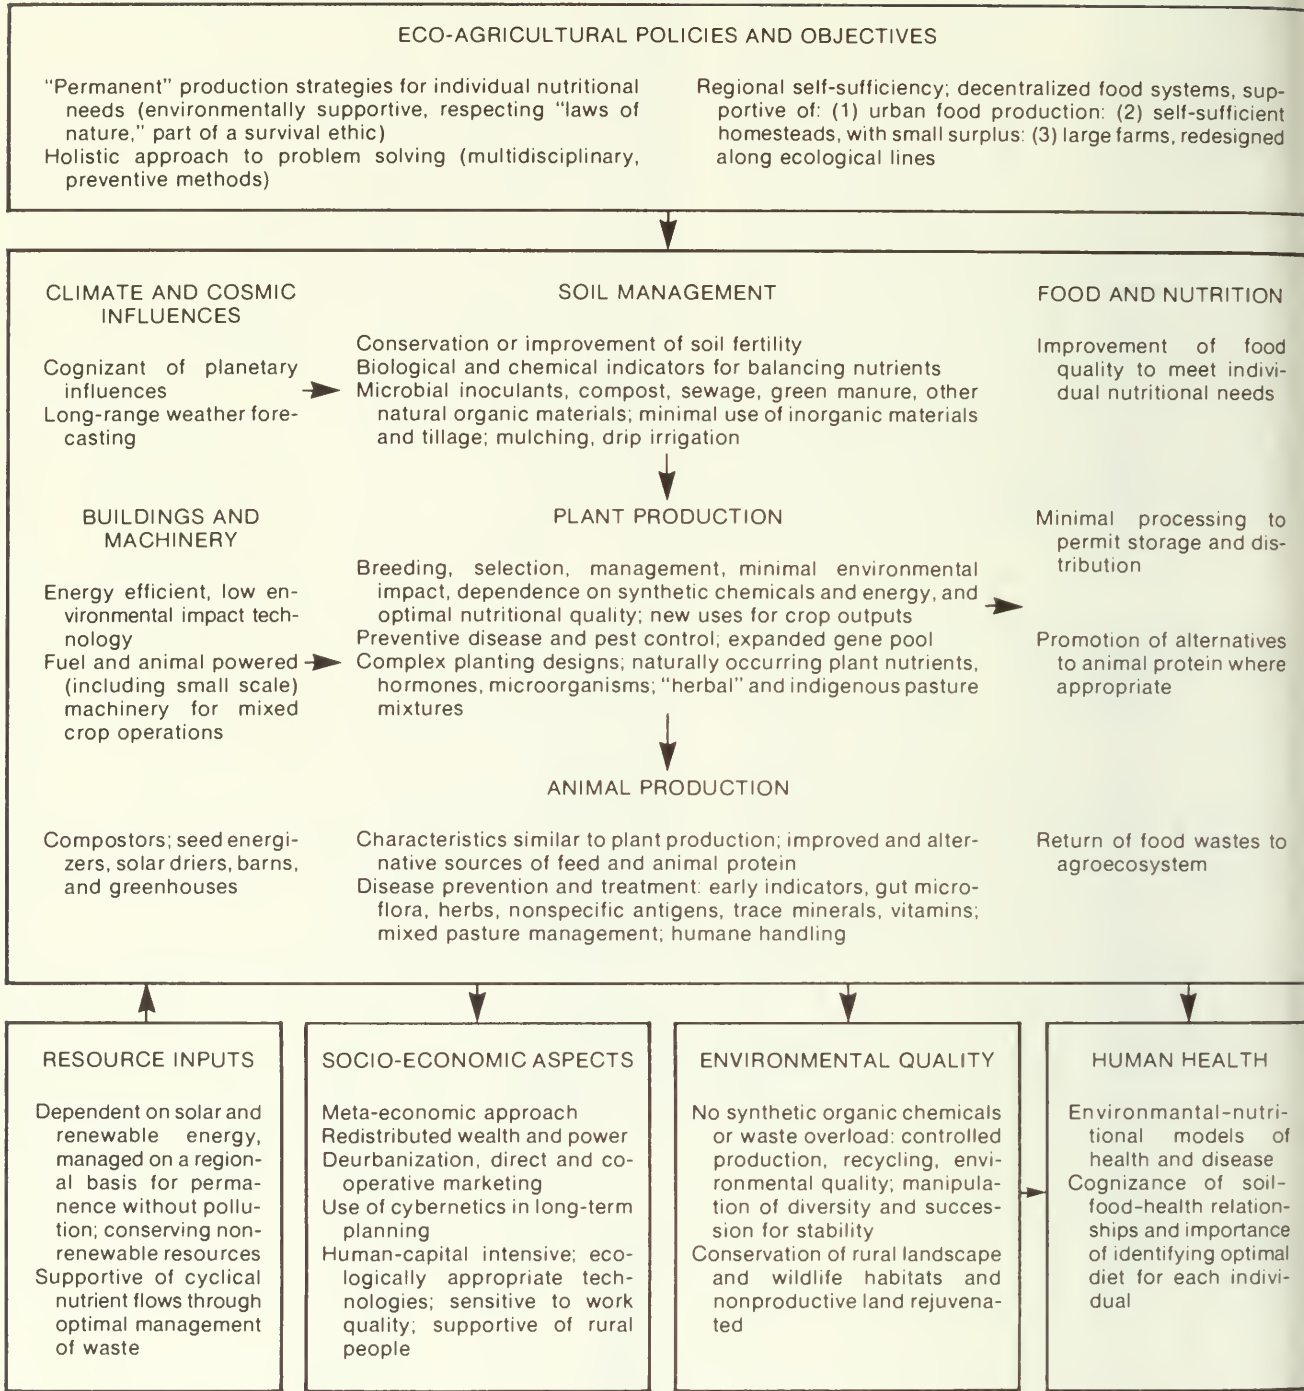 ECO-AGRICULTURAL POLICIES AND OBJECTIVES
"Permanent" production strategies for individual nutritional
needs (environmentally supportive, respecting "laws of
nature," part of a survival ethic)
Holistic approach to problem solving (multidisciplinary,
preventive methods)
Regional self-sufficiency; decentralized food systems, sup-
portive of: (1) urban food production: (2) self-sufficient
homesteads, with small surplus: (3) large farms, redesigned
along ecological lines
CLIMATE AND COSMIC
INFLUENCES
Cognizant of planetary
influences
Long-range weather fore-
casting
SOIL MANAGEMENT
Conservation or improvement of soil fertility
Biological and chemical indicators for balancing nutrients
Microbial inoculants, compost, sewage, green manure, other
natural organic materials; minimal use of inorganic materials
and tillage; mulching, drip irrigation
FOOD AND NUTRITION
Improvement of food
quality to meet indivi-
dual nutritional needs
BUILDINGS AND
MACHINERY
Energy efficient, low en-
vironmental impact tech-
nology
Fuel and animal powered
(including small scale)
machinery for mixed
crop operations
PLANT PRODUCTION
Breeding, selection, management, minimal environmental
impact, dependence on synthetic chemicals and energy, and
optimal nutritional quality; new uses for crop outputs
Preventive disease and pest control; expanded gene pool
Complex planting designs; naturally occurring plant nutrients,
hormones, microorganisms; "herbal" and indigenous pasture
mixtures
Minimal processing to
permit storage and dis-
tribution
Promotion of alternatives
to animal protein where
appropriate
ANIMAL PRODUCTION
Compostors; seed energi-
zers, solar driers, barns,
and greenhouses
Characteristics similar to plant production; improved and alter-
native sources of feed and animal protein
Disease prevention and treatment: early indicators, gut micro-
flora, herbs, nonspecific antigens, trace minerals, vitamins;
mixed pasture management; humane handling
Return of food wastes to
agroecosystem
RESOURCE INPUTS
Dependent on solar and
renewable energy,
managed on a region-
al basis for perma-
nence without pollu-
tion; conserving non-
renewable resources
Supportive of cyclical
nutrient flows through
optimal management
of waste
SOCIO-ECONOMIC ASPECTS
Meta-economic approach
Redistributed wealth and power
Deurbanization, direct and co-
operative marketing
Use of cybernetics in long-term
planning
Human-capital intensive; eco-
logically appropriate tech-
nologies; sensitive to work
quality; supportive of rural
people
ENVIRONMENTAL QUALITY
No synthetic organic chemicals
or waste overload: controlled
production, recycling, envi-
ronmental quality; manipula-
tion of diversity and succes-
sion for stability
Conservation of rural landscape
and wildlife habitats and
nonproductive land rejuvena-
ted
HUMAN HEALTH
Environmantal-nutri-
tional models of
health and disease
Cognizance of soil-
food-health relation-
ships and importance
of identifying optimal
diet for each indivi-
dual